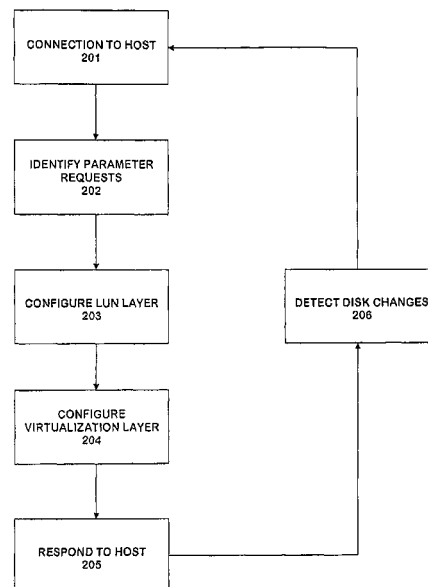 CONNECTION TO HOST
201
IDENTIFY PARAMETER
REQUESTS
202
CONFIGURE LUN LAYER
203
DETECT DISK CHANGES
206
CONFIGURE
VIRTUALIZATION LAYER
204
RESPOND TO HOST
205